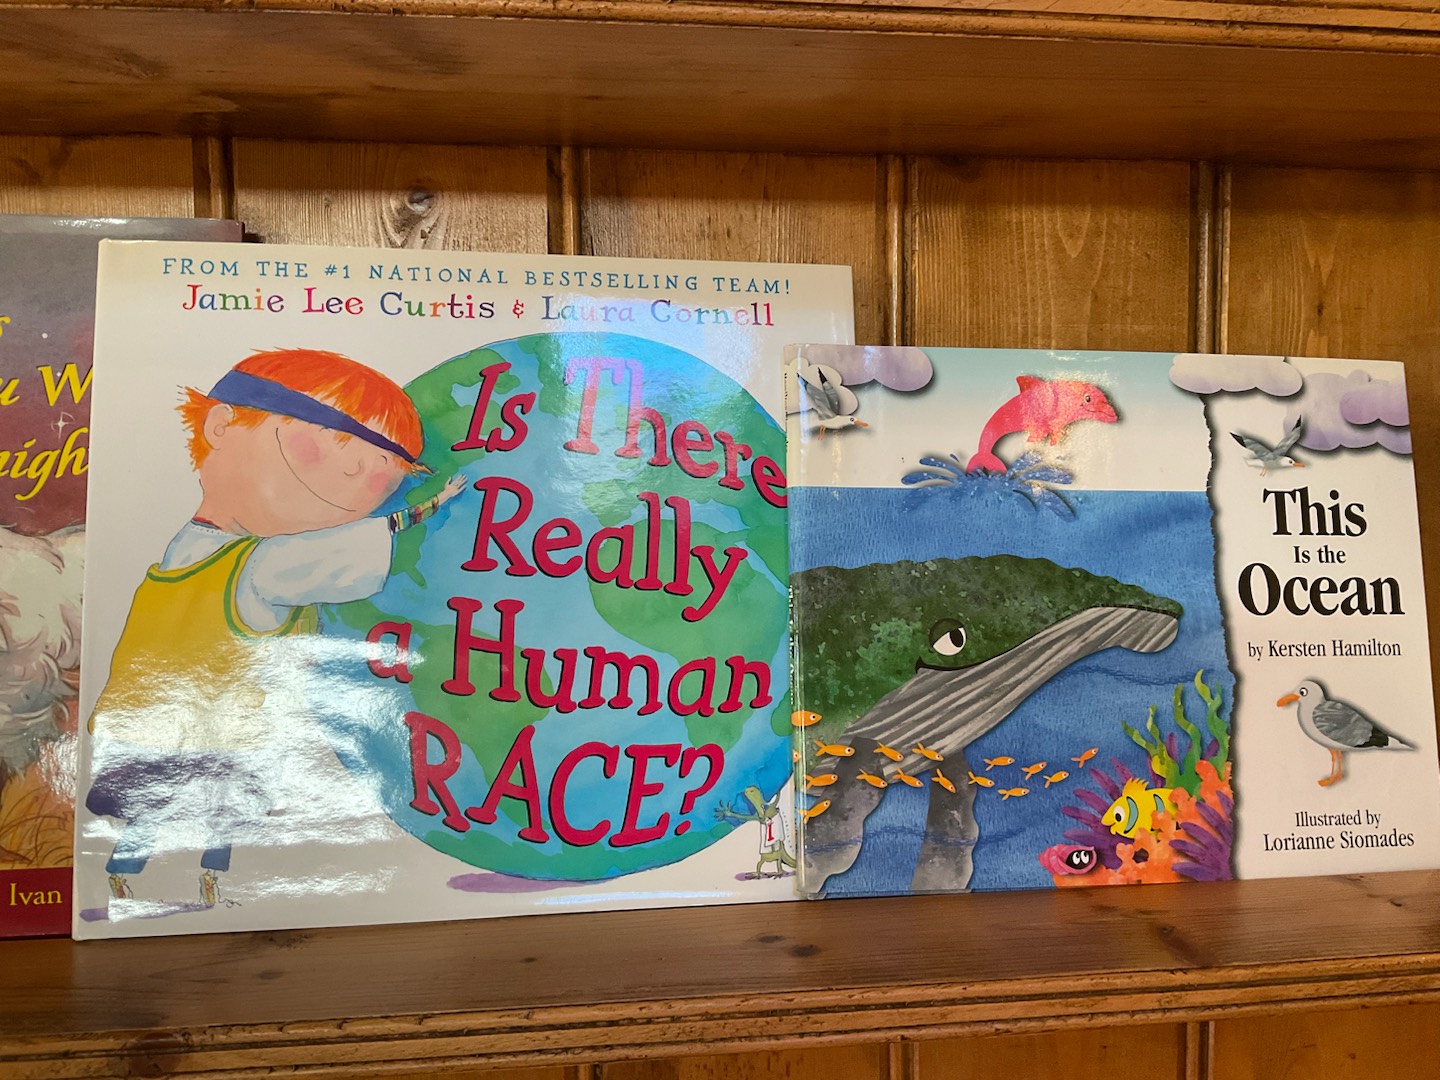 Ivan
FROM THE #1 NATIONAL BESTSELLING TEAM!
Jamie Lee Curtis & Laura Cornell
Is There
Really
a Human
RACE?
This
Is the
Ocean
by Kersten Hamilton
Illustrated by
Lorianne Siomades